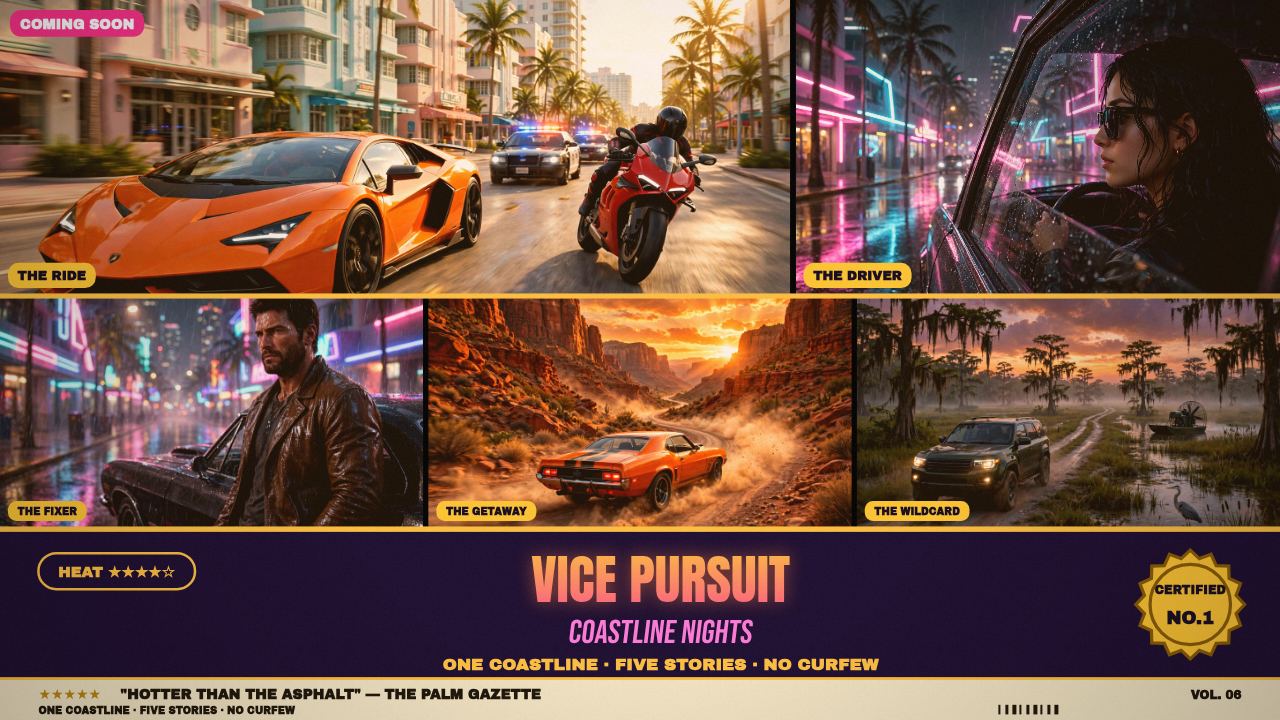 COMING SOON
THE RIDE
THE DRIVER
THE FIXER
THE GETAWAY
THE WILDCARD
HEAT ★★★★☆
VICE PURSUIT
COASTLINE NIGHTS
ONE COASTLINE · FIVE STORIES · NO CURFEW
CERTIFIED
NO.1
★★★★★ "HOTTER THAN THE ASPHALT" — THE PALM GAZETTE
ONE COASTLINE · FIVE STORIES · NO CURFEW
VOL. 06